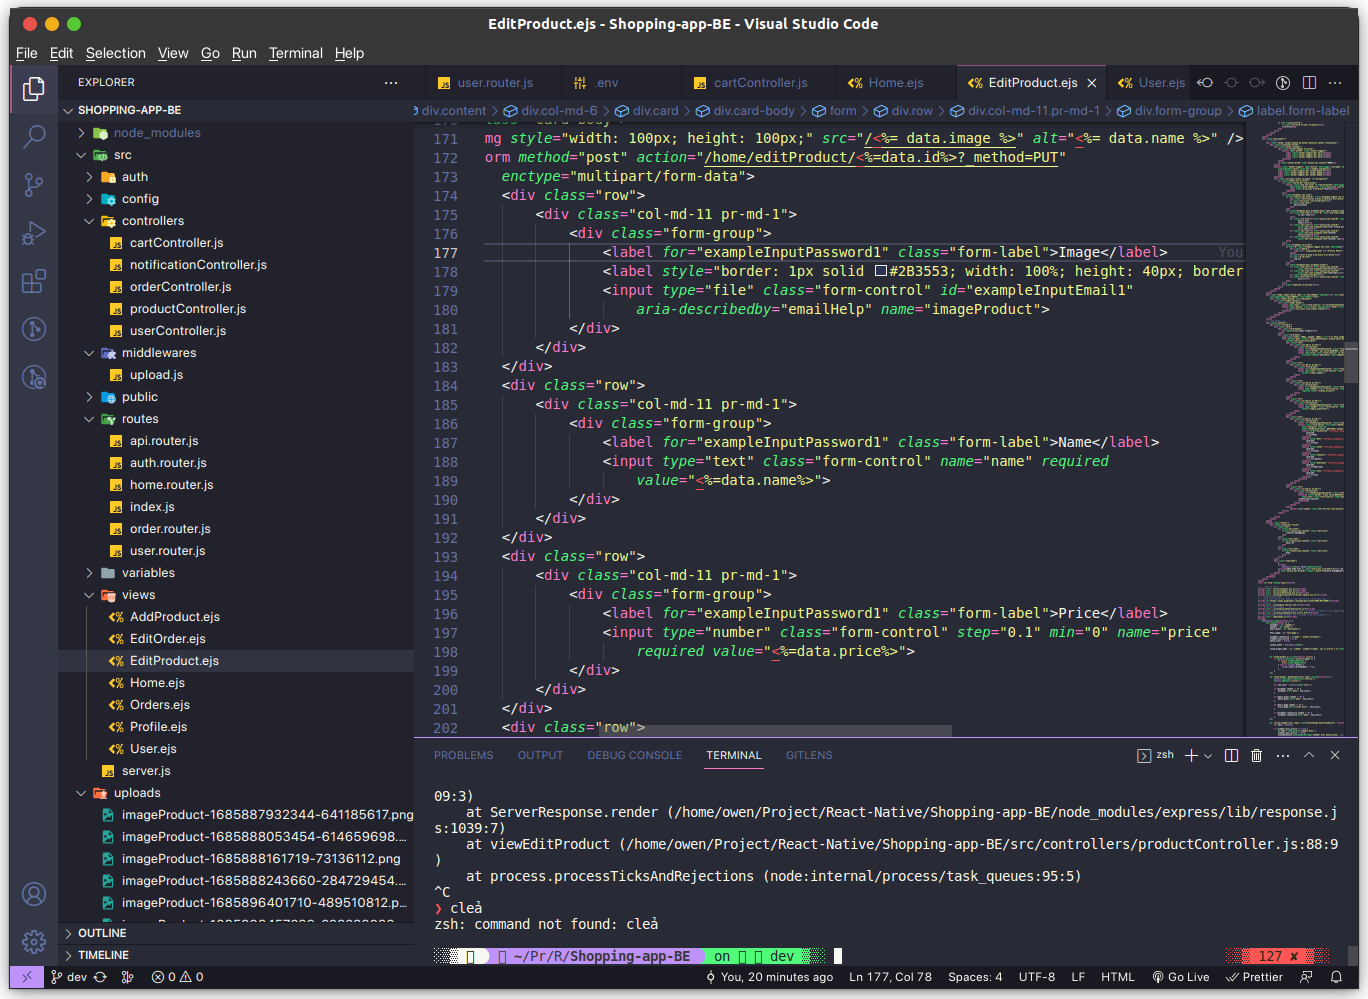 EditProduct.ejs - Shopping-app-BE - Visual Studio Code
File Edit Selection View Go Run Terminal Help
EXPLORER
user.router.js .env cartController.js Home.ejs EditProduct.ejs User.ejs
SHOPPING-APP-BE
div.content > div.col-md-6 > div.card > div.card-body > form > div.row > div.col-md-11.pr-md-1 > div.form-group > label.form-label
node_modules
src
auth
config
controllers
cartController.js
notificationController.js
orderController.js
productController.js
userController.js
middlewares
upload.js
public
routes
api.router.js
auth.router.js
home.router.js
index.js
order.router.js
user.router.js
variables
views
AddProduct.ejs
EditOrder.ejs
EditProduct.ejs
Home.ejs
Orders.ejs
Profile.ejs
User.ejs
server.js
uploads
imageProduct-1685887932344-641185617.png
imageProduct-1685888053454-614659698....
imageProduct-1685888161719-73136112.png
imageProduct-1685888243660-284729454....
imageProduct-1685896401710-489510812.p...
OUTLINE
TIMELINE
171 mg style="width: 100px; height: 100px;" src="/<%= data.image %>" alt="<%= data.name %>" />
172 orm method="post" action="/home/editProduct/<%=data.id%>?_method=PUT"
173 enctype="multipart/form-data">
174 <div class="row">
175 <div class="col-md-11 pr-md-1">
176 <div class="form-group">
177 <label for="exampleInputPassword1" class="form-label">Image</label> You
178 <label style="border: 1px solid #2B3553; width: 100%; height: 40px; border
179 <input type="file" class="form-control" id="exampleInputEmail1"
180 aria-describedby="emailHelp" name="imageProduct">
181 </div>
182 </div>
183 </div>
184 <div class="row">
185 <div class="col-md-11 pr-md-1">
186 <div class="form-group">
187 <label for="exampleInputPassword1" class="form-label">Name</label>
188 <input type="text" class="form-control" name="name" required
189 value="<%=data.name%>">
190 </div>
191 </div>
192 </div>
193 <div class="row">
194 <div class="col-md-11 pr-md-1">
195 <div class="form-group">
196 <label for="exampleInputPassword1" class="form-label">Price</label>
197 <input type="number" class="form-control" step="0.1" min="0" name="price"
198 required value="<%=data.price%>">
199 </div>
200 </div>
201 </div>
202 <div class="row">
PROBLEMS OUTPUT DEBUG CONSOLE TERMINAL GITLENS zsh
09:3)
at ServerResponse.render (/home/owen/Project/React-Native/Shopping-app-BE/node_modules/express/lib/response.j
s:1039:7)
at viewEditProduct (/home/owen/Project/React-Native/Shopping-app-BE/src/controllers/productController.js:88:9
)
at process.processTicksAndRejections (node:internal/process/task_queues:95:5)
^C
❯ cleả
zsh: command not found: cleả
~/Pr/R/Shopping-app-BE on dev 127 ✘
dev 0 0 You, 20 minutes ago Ln 177, Col 78 Spaces: 4 UTF-8 LF HTML Go Live Prettier